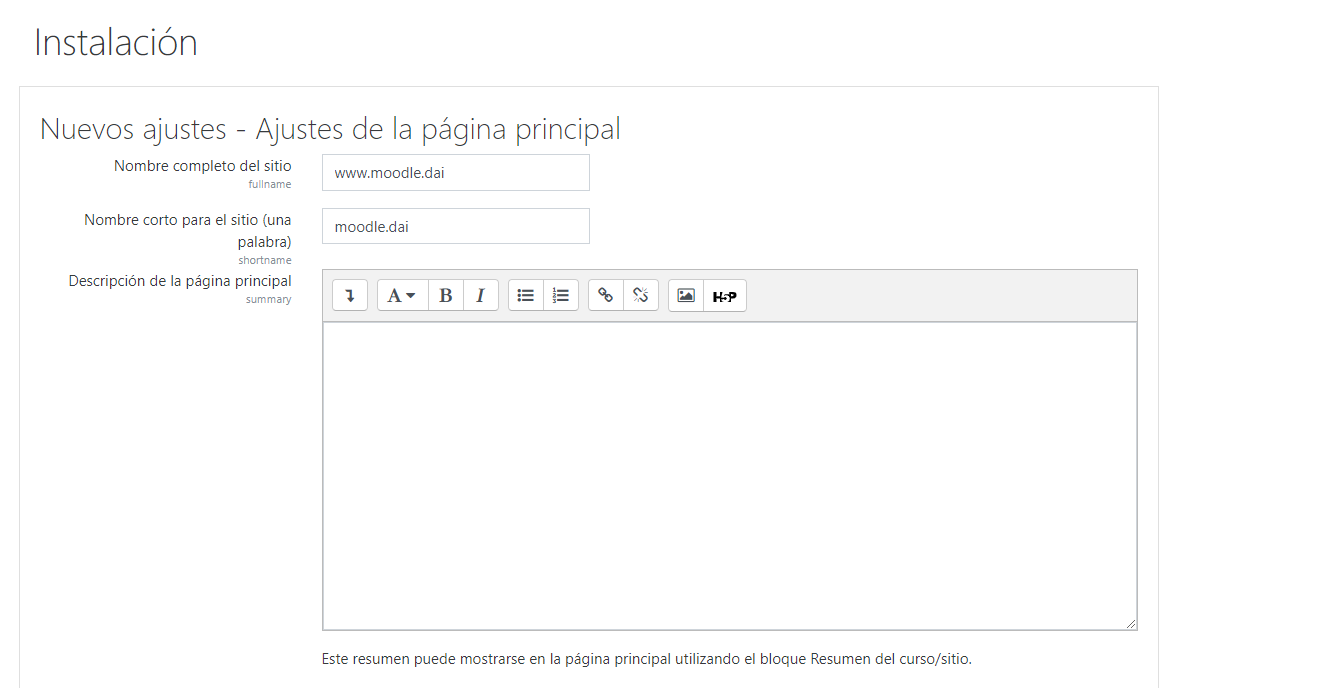 Instalación
Nuevos ajustes - Ajustes de la página principal
Nombre completo del sitio
fullname
www.moodle.dai
Nombre corto para el sitio (una
palabra)
shortname
moodle.dai
Descripción de la página principal
summary
A B I
H5P
Este resumen puede mostrarse en la página principal utilizando el bloque Resumen del curso/sitio.